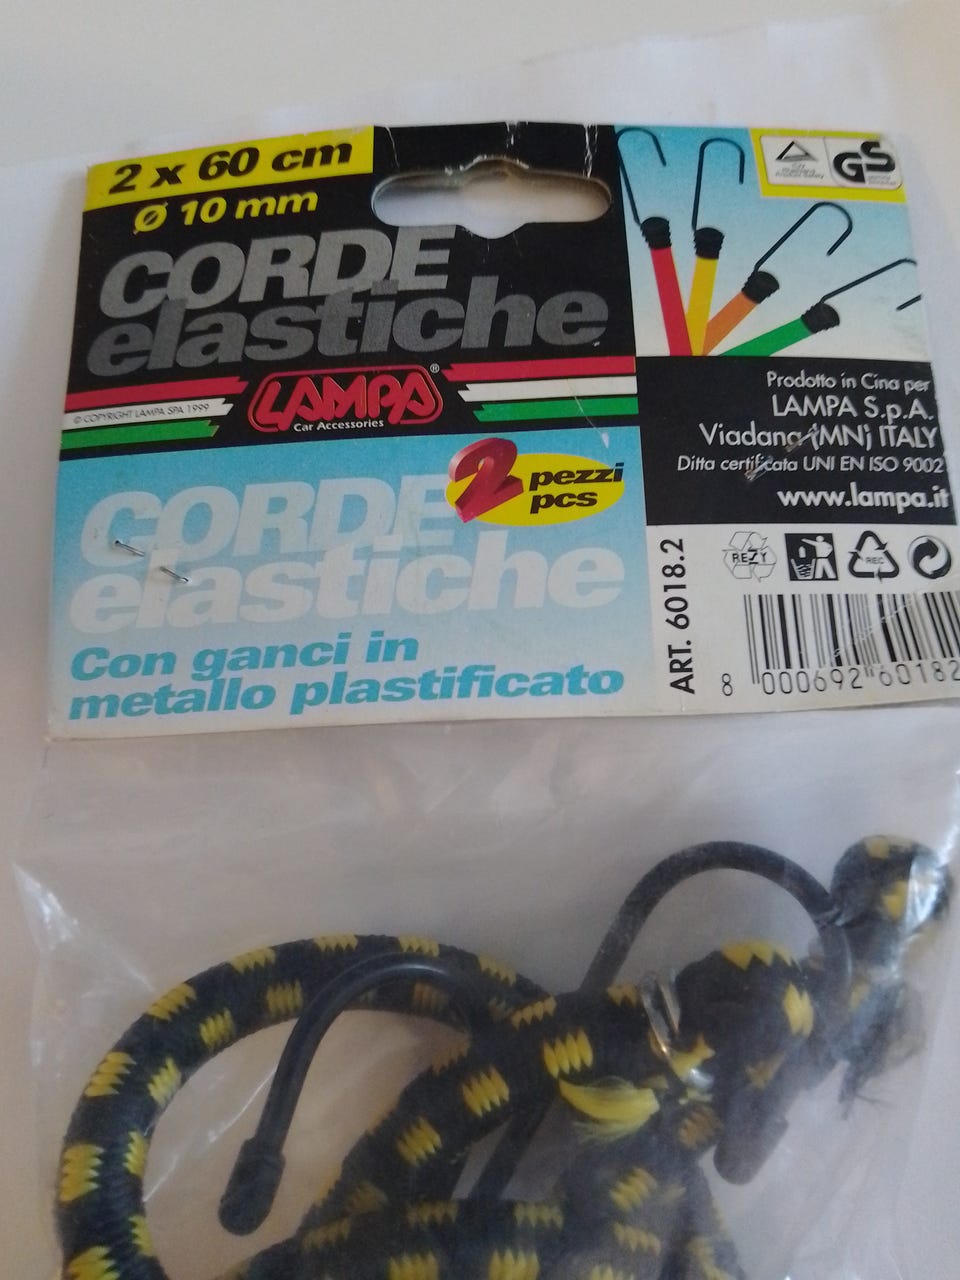 2 x 60 cm
Ø 10 mm
CORDE
elastiche
LAMPA®
Car Accessories
© COPYRIGHT LAMPA SPA 1999
2 pezzi
pcs
CORDE
elastiche
Con ganci in
metallo plastificato
GS
Prodotto in Cina per
LAMPA S.p.A.
Viadana (MN) ITALY
Ditta certificata UNI EN ISO 9002
www.lampa.it
ART. 6018.2
RESY
REC
8 000692 60182